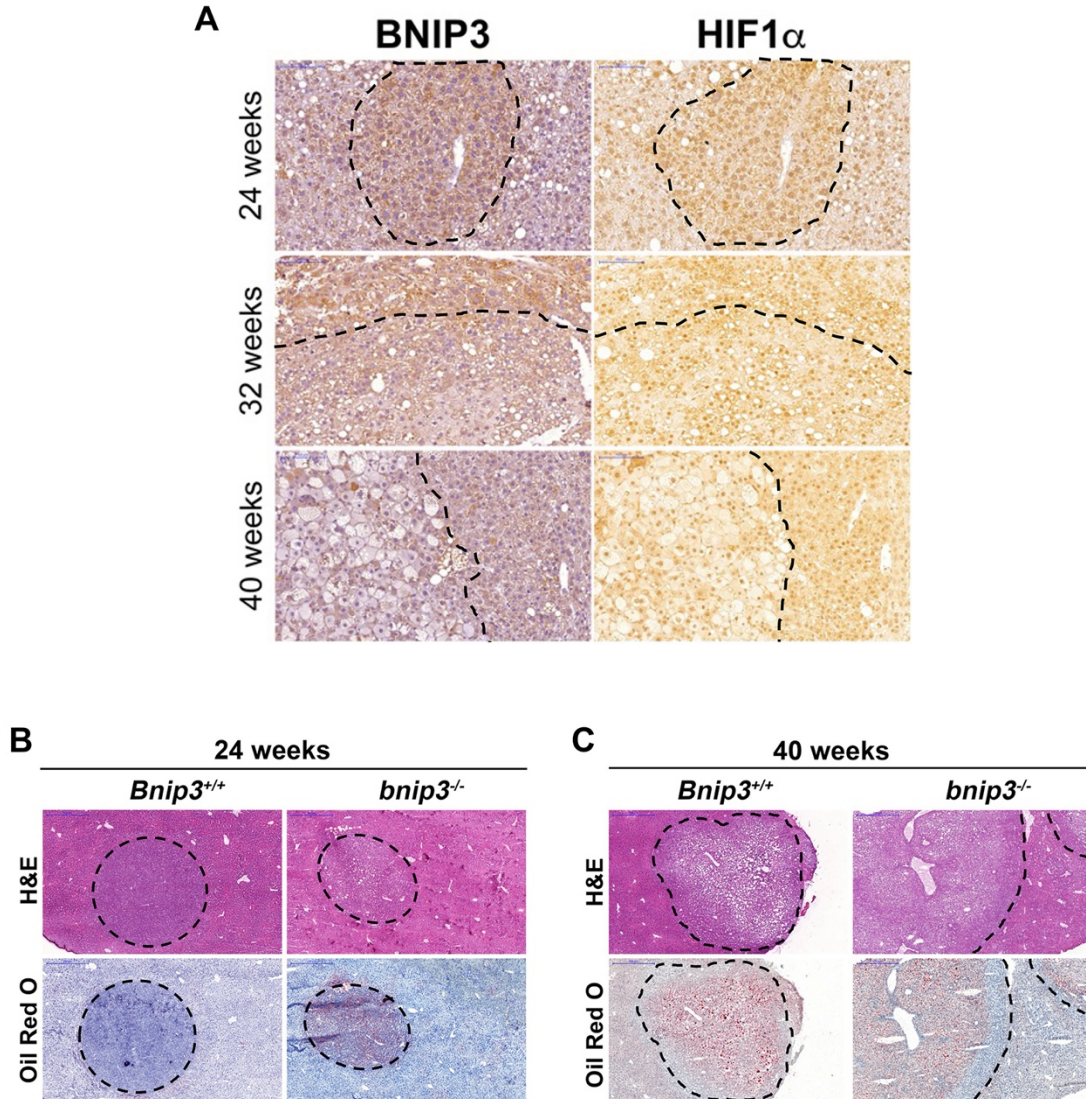 A
BNIP3 HIF1α
24 weeks
32 weeks
40 weeks
B
24 weeks
Bnip3+/+ bnip3-/-
H&E
Oil Red O
C
40 weeks
Bnip3+/+ bnip3-/-
H&E
Oil Red O